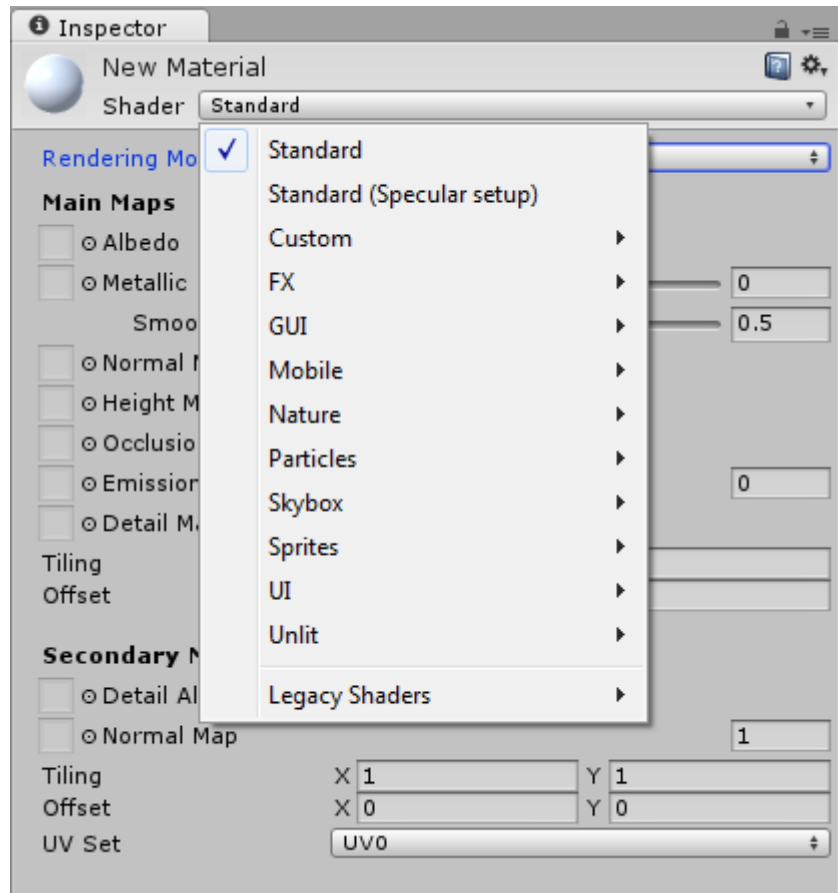 Inspector
New Material
Shader Standard
Rendering Mo
Standard
Standard (Specular setup)
Custom
FX
GUI
Mobile
Nature
Particles
Skybox
Sprites
UI
Unlit
Legacy Shaders
Main Maps
Albedo
Metallic 0
Smoo 0.5
Normal M
Height M
Occlusio
Emission 0
Detail Ma
Tiling
Offset
Secondary M
Detail Al
Normal Map 1
Tiling X 1 Y 1
Offset X 0 Y 0
UV Set UV0